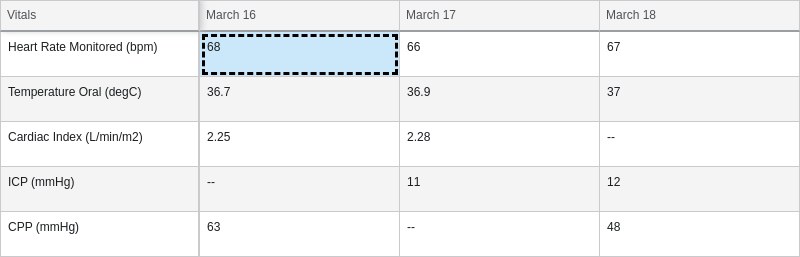 Vitals March 16 March 17 March 18
Heart Rate Monitored (bpm) 68 66 67
Temperature Oral (degC) 36.7 36.9 37
Cardiac Index (L/min/m2) 2.25 2.28 --
ICP (mmHg) -- 11 12
CPP (mmHg) 63 -- 48